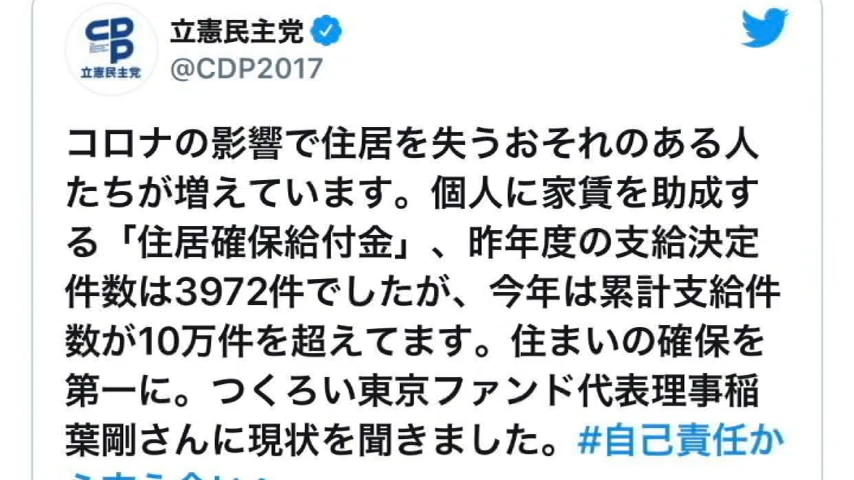 CDP
立憲民主党
立憲民主党
@CDP2017
コロナの影響で住居を失うおそれのある人
たちが増えています。個人に家賃を助成す
る「住居確保給付金」、昨年度の支給決定
件数は3972件でしたが、今年は累計支給件
数が10万件を超えてます。住まいの確保を
第一に。つくろい東京ファンド代表理事稲
葉剛さんに現状を聞きました。#自己責任か